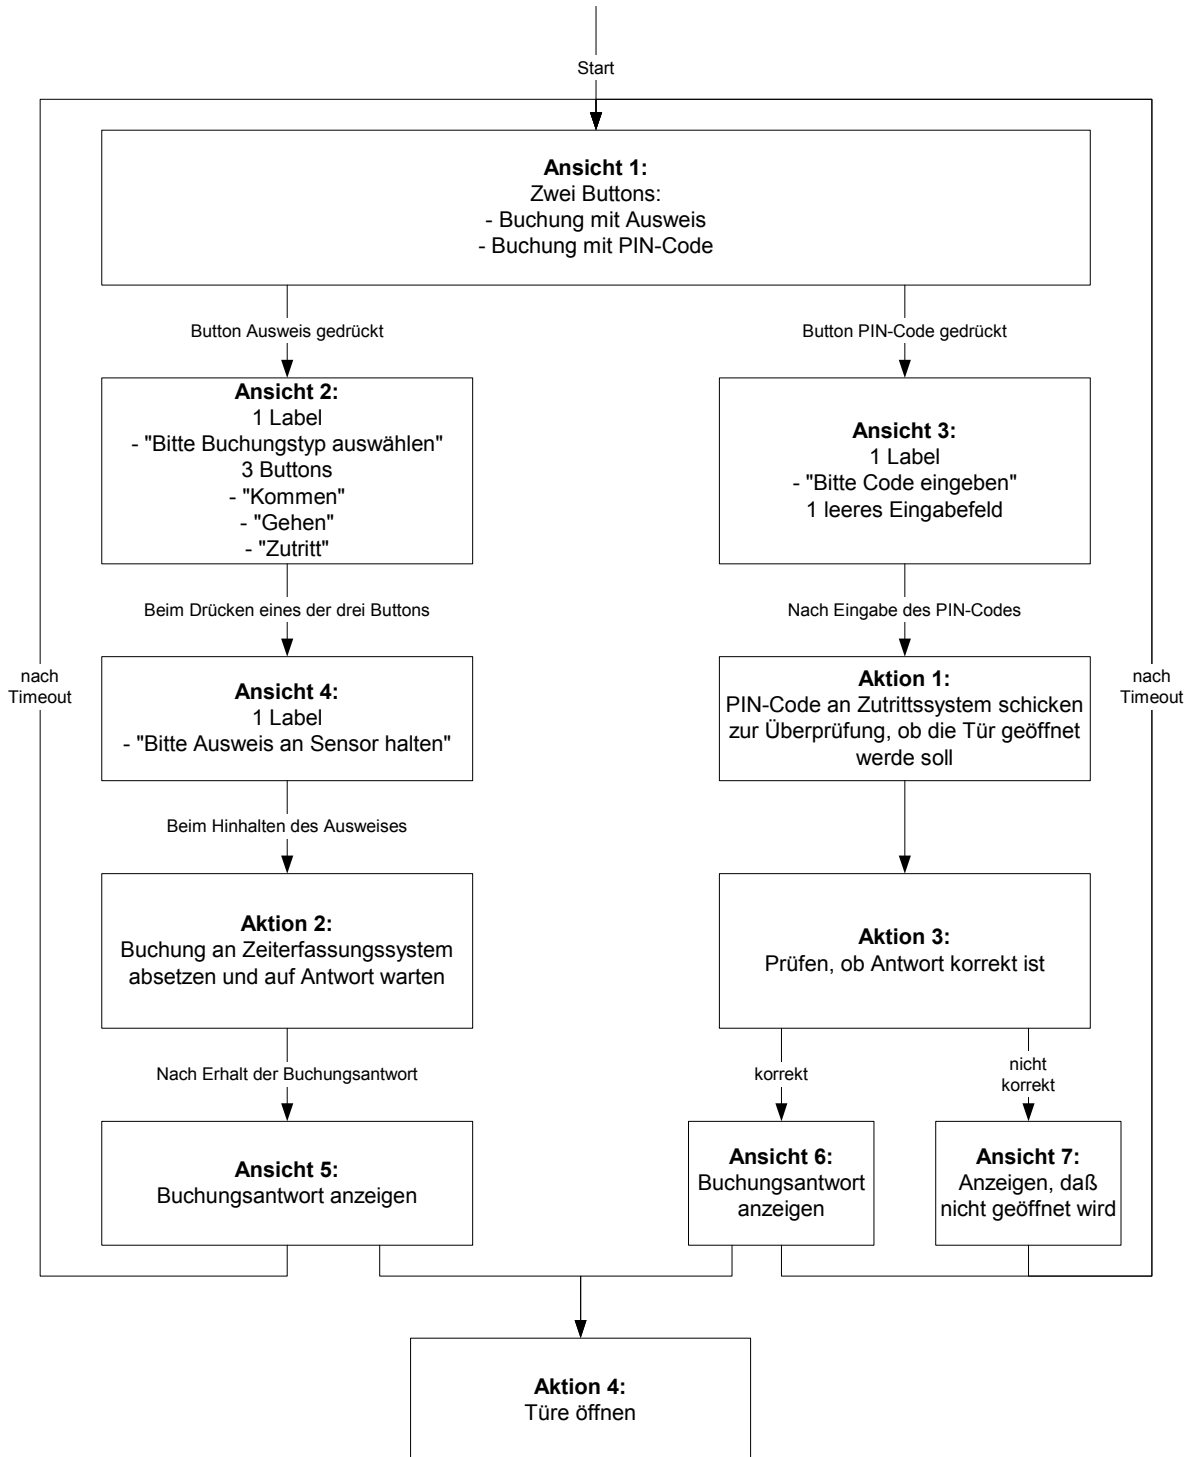 Start
Ansicht 1:
Zwei Buttons:
- Buchung mit Ausweis
- Buchung mit PIN-Code
Button Ausweis gedrückt
Button PIN-Code gedrückt
Ansicht 2:
1 Label
- "Bitte Buchungstyp auswählen"
3 Buttons
- "Kommen"
- "Gehen"
- "Zutritt"
Ansicht 3:
1 Label
- "Bitte Code eingeben"
1 leeres Eingabefeld
Beim Drücken eines der drei Buttons
Nach Eingabe des PIN-Codes
nach
Timeout
Ansicht 4:
1 Label
- "Bitte Ausweis an Sensor halten"
Aktion 1:
PIN-Code an Zutrittssystem schicken
zur Überprüfung, ob die Tür geöffnet
werde soll
nach
Timeout
Beim Hinhalten des Ausweises
Aktion 2:
Buchung an Zeiterfassungssystem
absetzen und auf Antwort warten
Aktion 3:
Prüfen, ob Antwort korrekt ist
Nach Erhalt der Buchungsantwort
korrekt
nicht
korrekt
Ansicht 5:
Buchungsantwort anzeigen
Ansicht 6:
Buchungsantwort
anzeigen
Ansicht 7:
Anzeigen, daß
nicht geöffnet wird
Aktion 4:
Türe öffnen